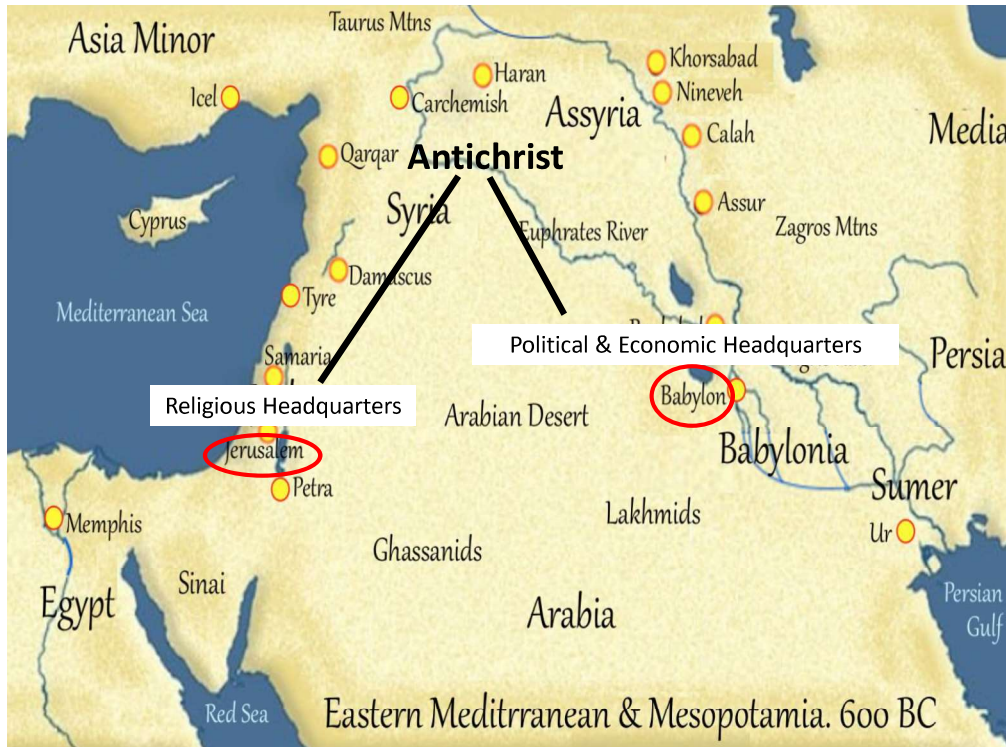 Taurus Mtns
Asia Minor
Khorsabad
Haran
Icel
Carchemish
Nineveh
Assyria
Media
Calah
Qarqar
Antichrist
Assur
Syria
Cyprus
Zagros Mtns
Euphrates River
Damascus
Tyre
Mediterranean Sea
Political & Economic Headquarters
Samaria
Persia
Babylon
Religious Headquarters
Arabian Desert
Jerusalem
Babylonia
Petra
Sumer
Lakhmids
Memphis
Ur
Ghassanids
Sinai
Egypt
Arabia
Persian
Gulf
Red Sea
Eastern Meditrranean & Mesopotamia. 600 BC